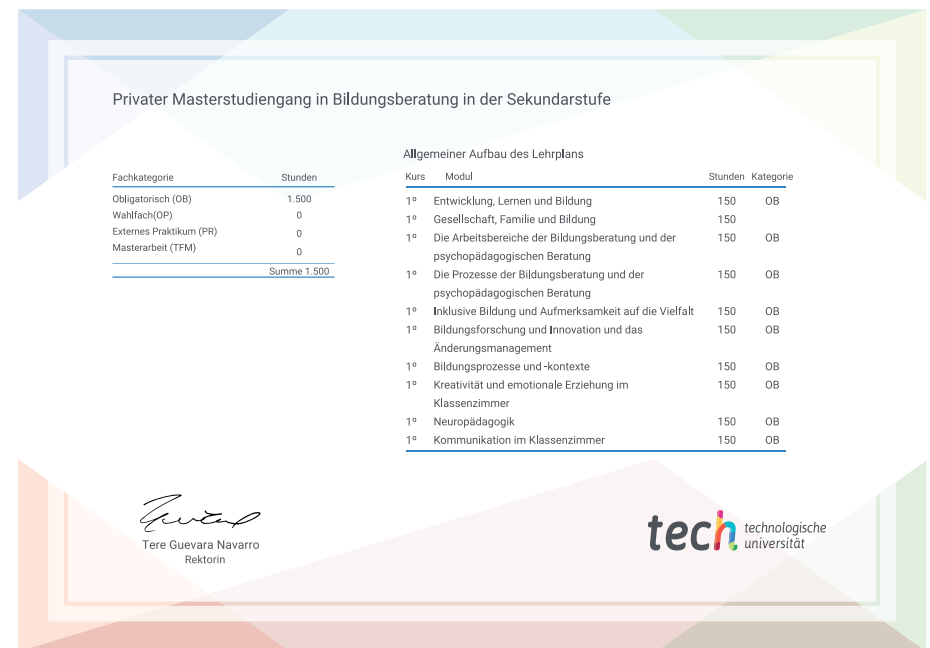 Privater Masterstudiengang in Bildungsberatung in der Sekundarstufe
Fachkategorie Stunden
Obligatorisch (OB) 1.500
Wahlfach(OP) 0
Externes Praktikum (PR) 0
Masterarbeit (TFM) 0
Summe 1.500
Allgemeiner Aufbau des Lehrplans
Kurs Modul Stunden Kategorie
1º Entwicklung, Lernen und Bildung 150 OB
1º Gesellschaft, Familie und Bildung 150
1º Die Arbeitsbereiche der Bildungsberatung und der 150 OB
psychopädagogischen Beratung
1º Die Prozesse der Bildungsberatung und der 150 OB
psychopädagogischen Beratung
1º Inklusive Bildung und Aufmerksamkeit auf die Vielfalt 150 OB
1º Bildungsforschung und Innovation und das 150 OB
Änderungsmanagement
1º Bildungsprozesse und -kontexte 150 OB
1º Kreativität und emotionale Erziehung im 150 OB
Klassenzimmer
1º Neuropädagogik 150 OB
1º Kommunikation im Klassenzimmer 150 OB
Tere Guevara Navarro
Rektorin
tech technologische
universität